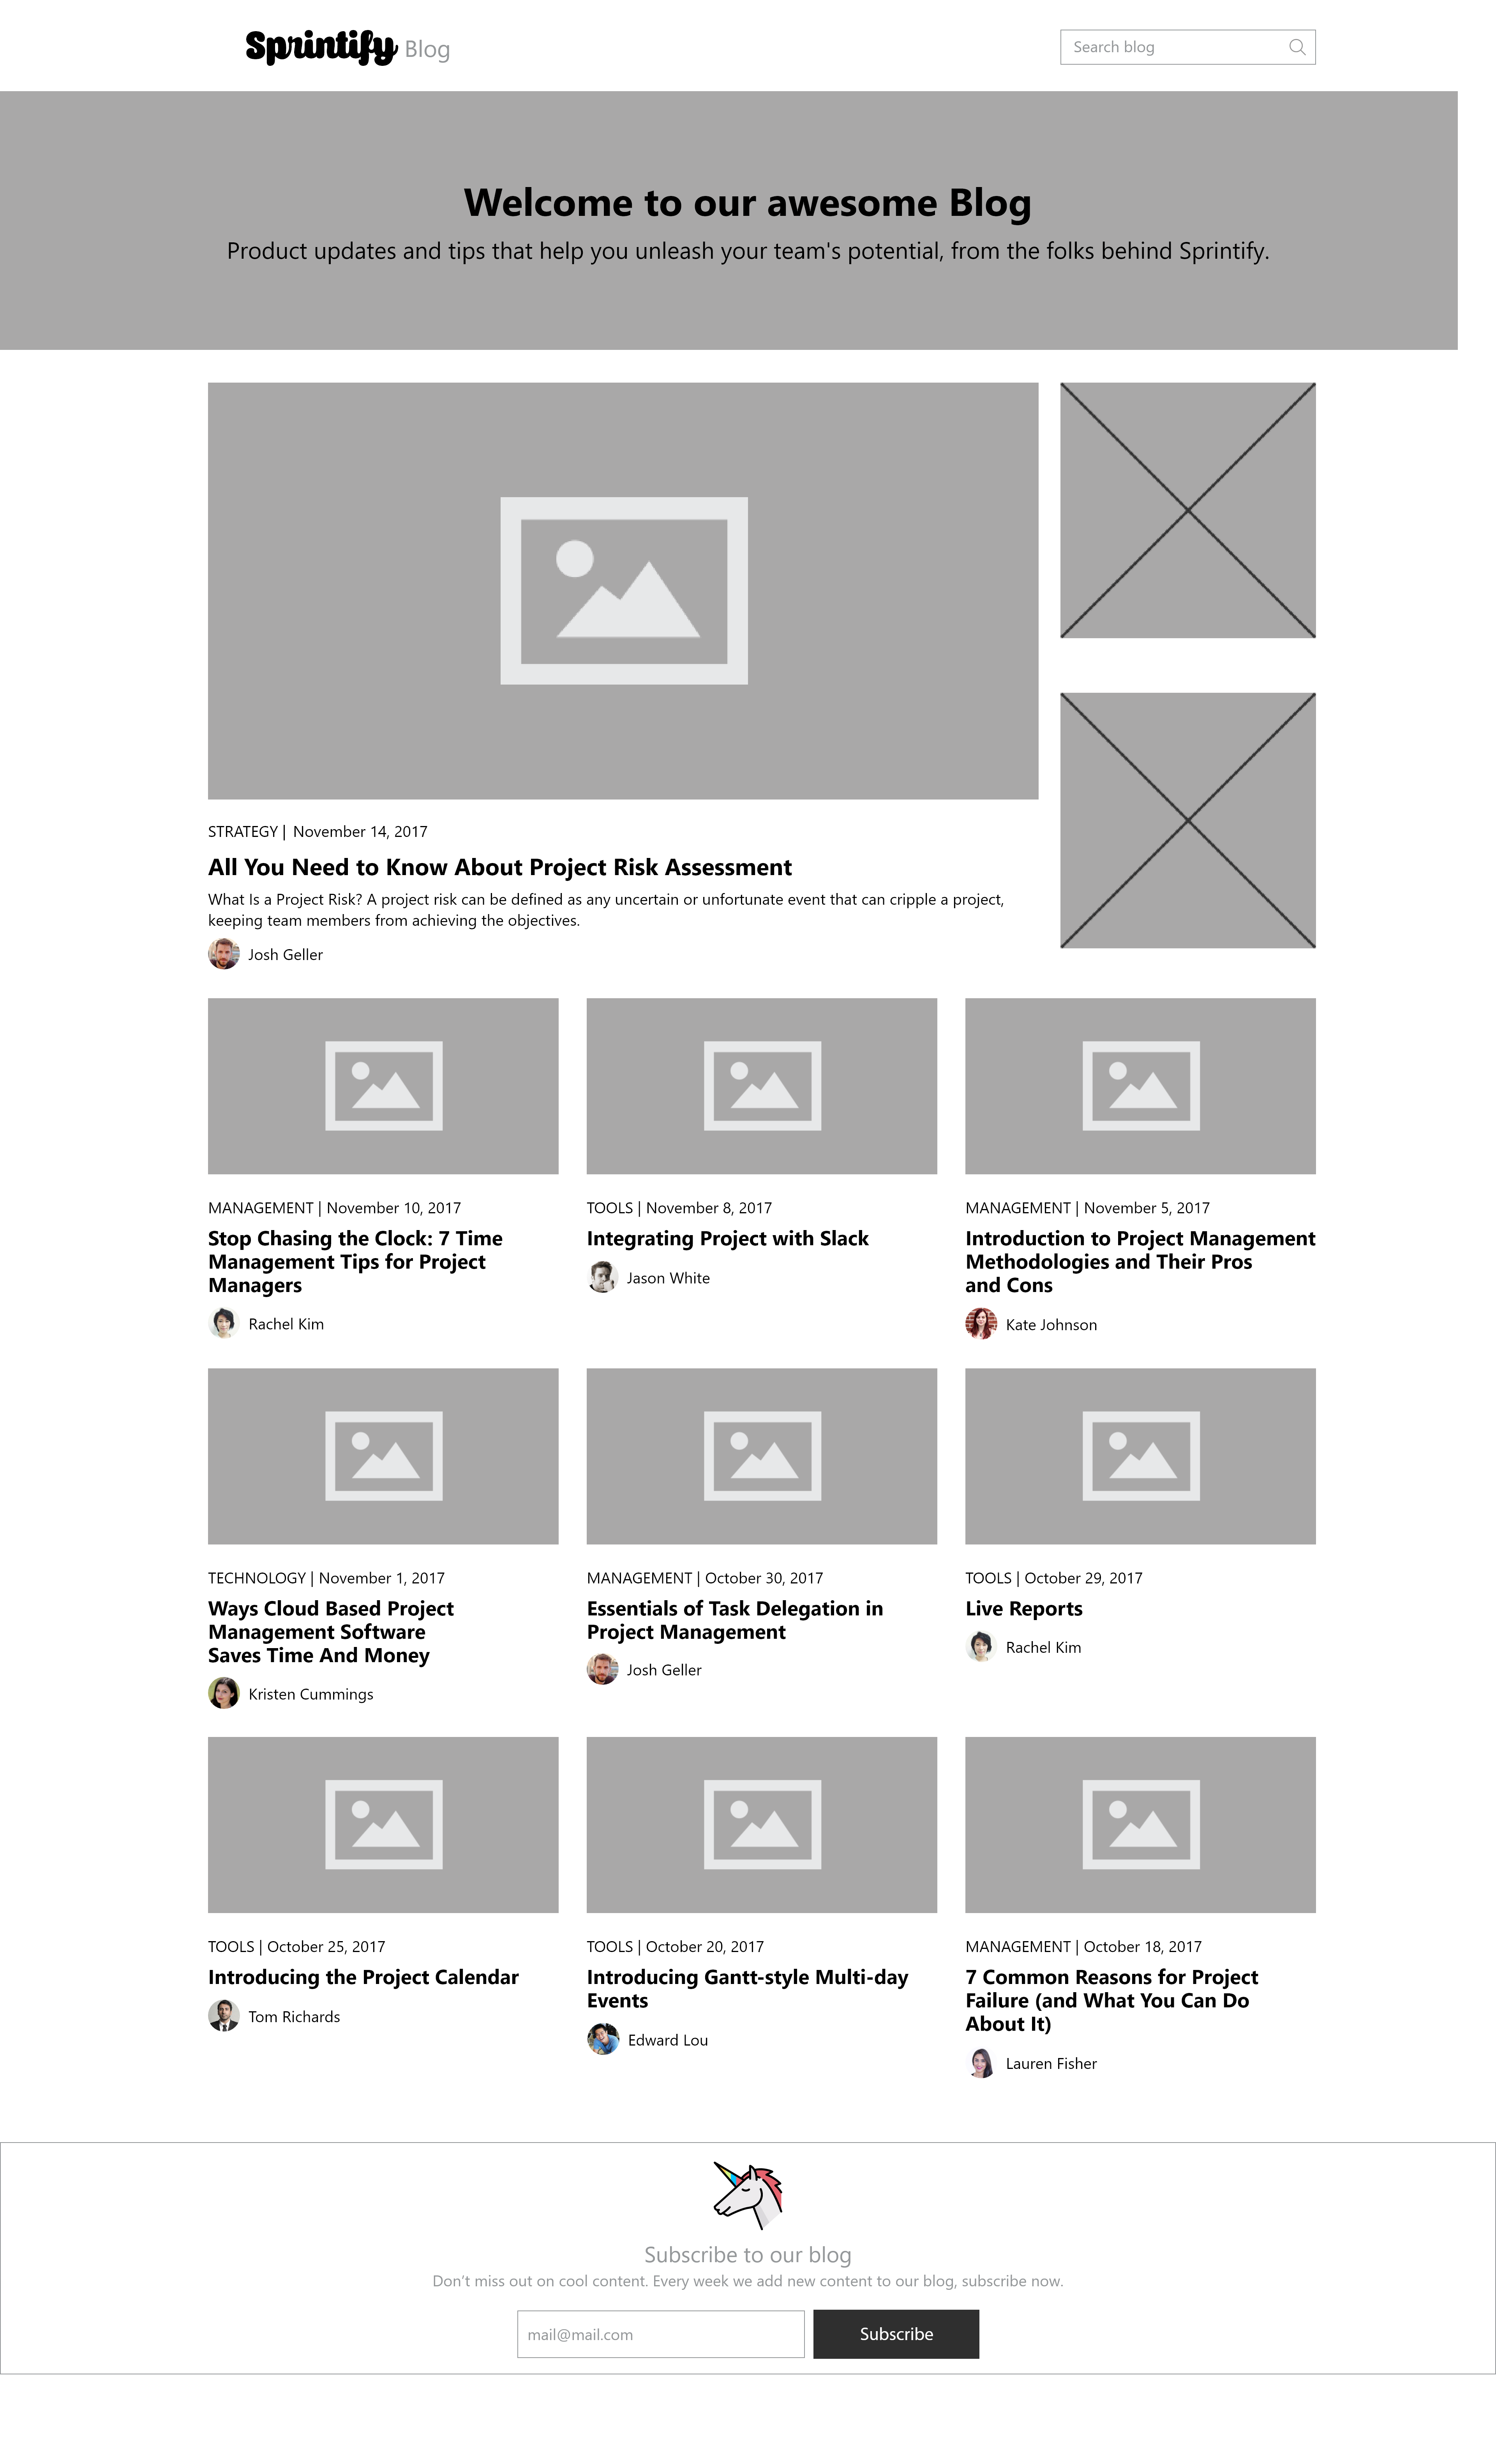 Sprintify Blog
Search blog
Welcome to our awesome Blog
Product updates and tips that help you unleash your team's potential, from the folks behind Sprintify.
STRATEGY | November 14, 2017
All You Need to Know About Project Risk Assessment
What Is a Project Risk? A project risk can be defined as any uncertain or unfortunate event that can cripple a project,
keeping team members from achieving the objectives.
Josh Geller
MANAGEMENT | November 10, 2017
Stop Chasing the Clock: 7 Time
Management Tips for Project
Managers
Rachel Kim
TOOLS | November 8, 2017
Integrating Project with Slack
Jason White
MANAGEMENT | November 5, 2017
Introduction to Project Management
Methodologies and Their Pros
and Cons
Kate Johnson
TECHNOLOGY | November 1, 2017
Ways Cloud Based Project
Management Software
Saves Time And Money
Kristen Cummings
MANAGEMENT | October 30, 2017
Essentials of Task Delegation in
Project Management
Josh Geller
TOOLS | October 29, 2017
Live Reports
Rachel Kim
TOOLS | October 25, 2017
Introducing the Project Calendar
Tom Richards
TOOLS | October 20, 2017
Introducing Gantt-style Multi-day
Events
Edward Lou
MANAGEMENT | October 18, 2017
7 Common Reasons for Project
Failure (and What You Can Do
About It)
Lauren Fisher
Subscribe to our blog
Don’t miss out on cool content. Every week we add new content to our blog, subscribe now.
mail@mail.com
Subscribe